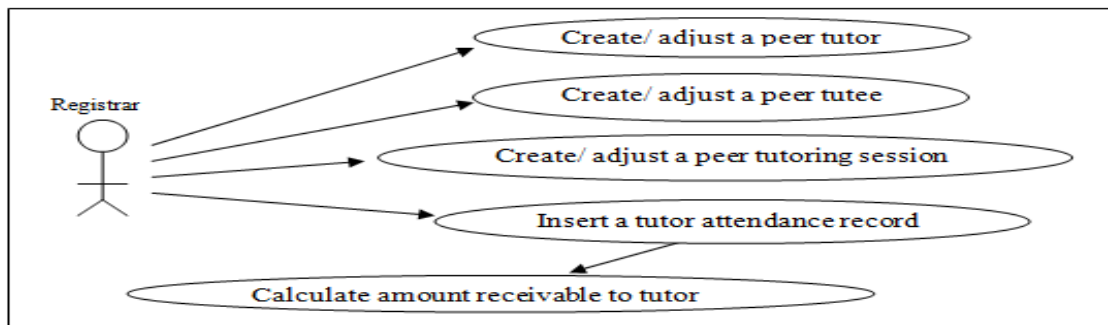 Create/ adjust a peer tutor
Create/ adjust a peer tutee
Registrar
Create/ adjust a peer tutoring session
Insert a tutor attendance record
Calculate amount receivable to tutor